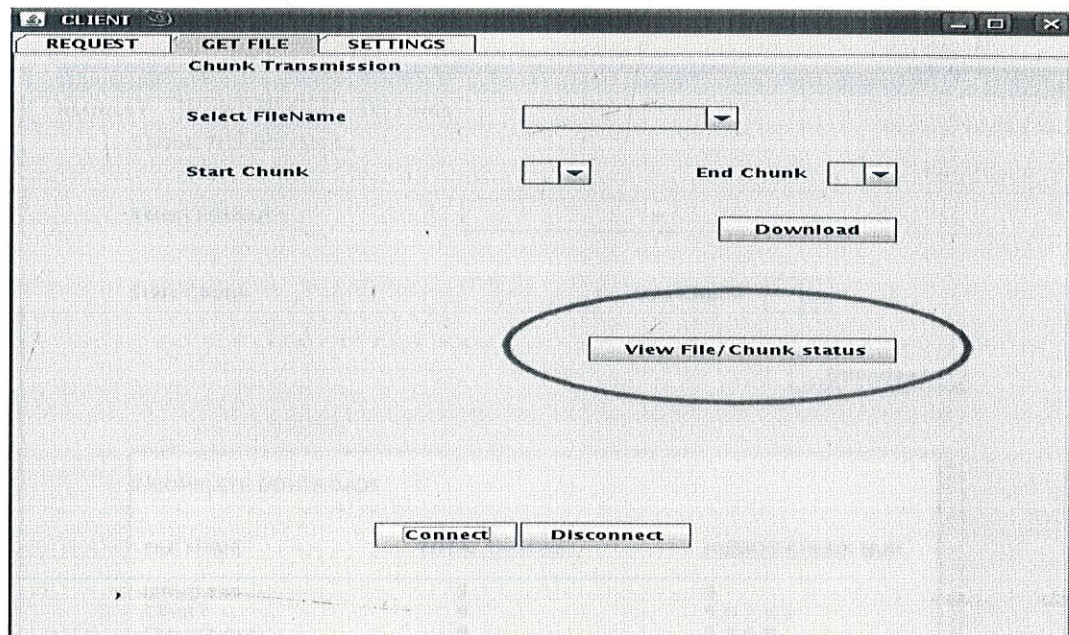 CLIENT
REQUEST GET FILE SETTINGS
Chunk Transmission
Select FileName
Start Chunk End Chunk
Download
View File/Chunk status
Connect Disconnect